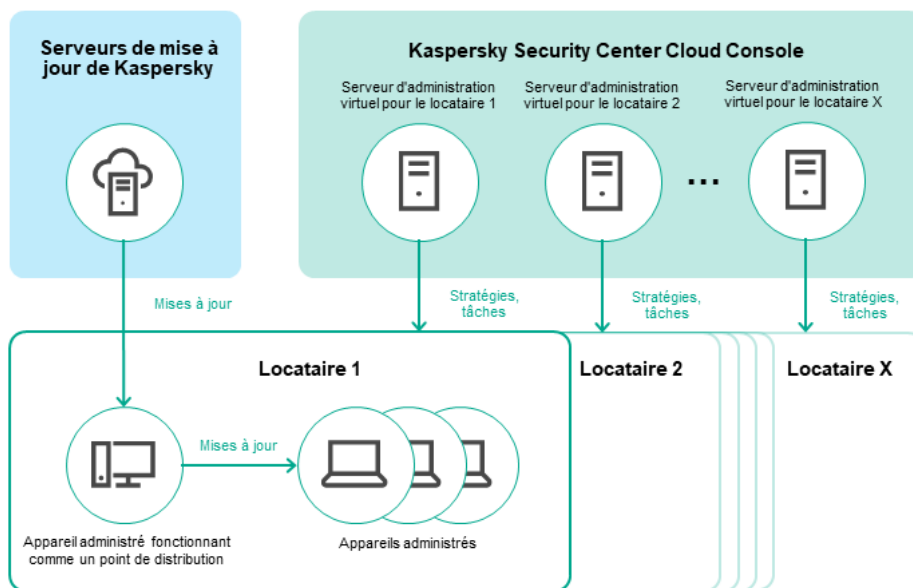 Serveurs de mise à
jour de Kaspersky
Kaspersky Security Center Cloud Console
Serveur d'administration
virtuel pour le locataire 1
Serveur d'administration
virtuel pour le locataire 2
Serveur d'administration
virtuel pour le locataire X
...
Mises à jour
Stratégies,
tâches
Stratégies,
tâches
Stratégies,
tâches
Locataire 1
Locataire 2
Locataire X
Mises à jour
Appareil administré fonctionnant
comme un point de distribution
Appareils administrés